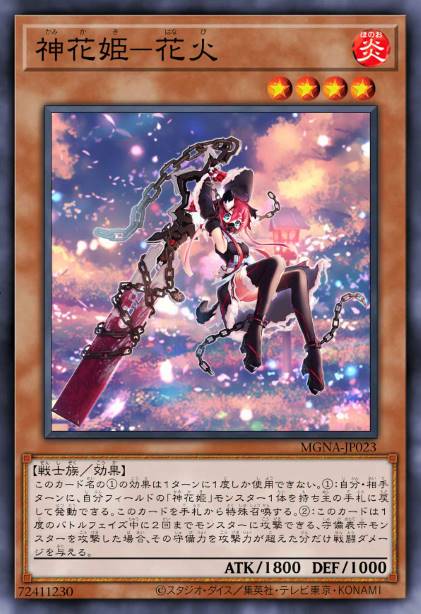 かみ か き はな び
神花姫－花火
ほのお
炎
MGNA-JP023
【戦士族／効果】
このカード名の①の効果は１ターンに１度しか使用できない。①：自分・相手
ターンに、自分フィールドの「神花姫」モンスター１体を持ち主の手札に戻
して発動できる。このカードを手札から特殊召喚する。②：このカードは１
度のバトルフェイズ中に２回までモンスターに攻撃できる、守備表示モンス
ターを攻撃した場合、その守備力を攻撃力が超えた分だけ戦闘ダメー
ジを与える。
ATK/1800 DEF/1000
72411230 ©スタジオ・ダイス／集英社・テレビ東京・KONAMI